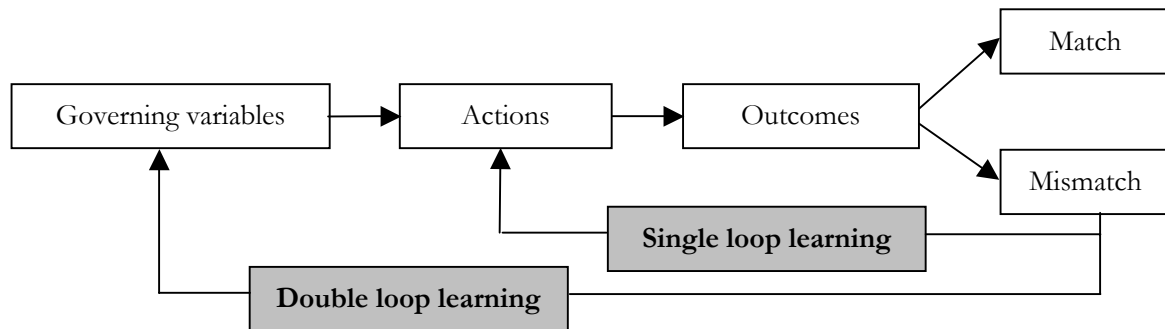 Match
Governing variables
Actions
Outcomes
Mismatch
Single loop learning
Double loop learning